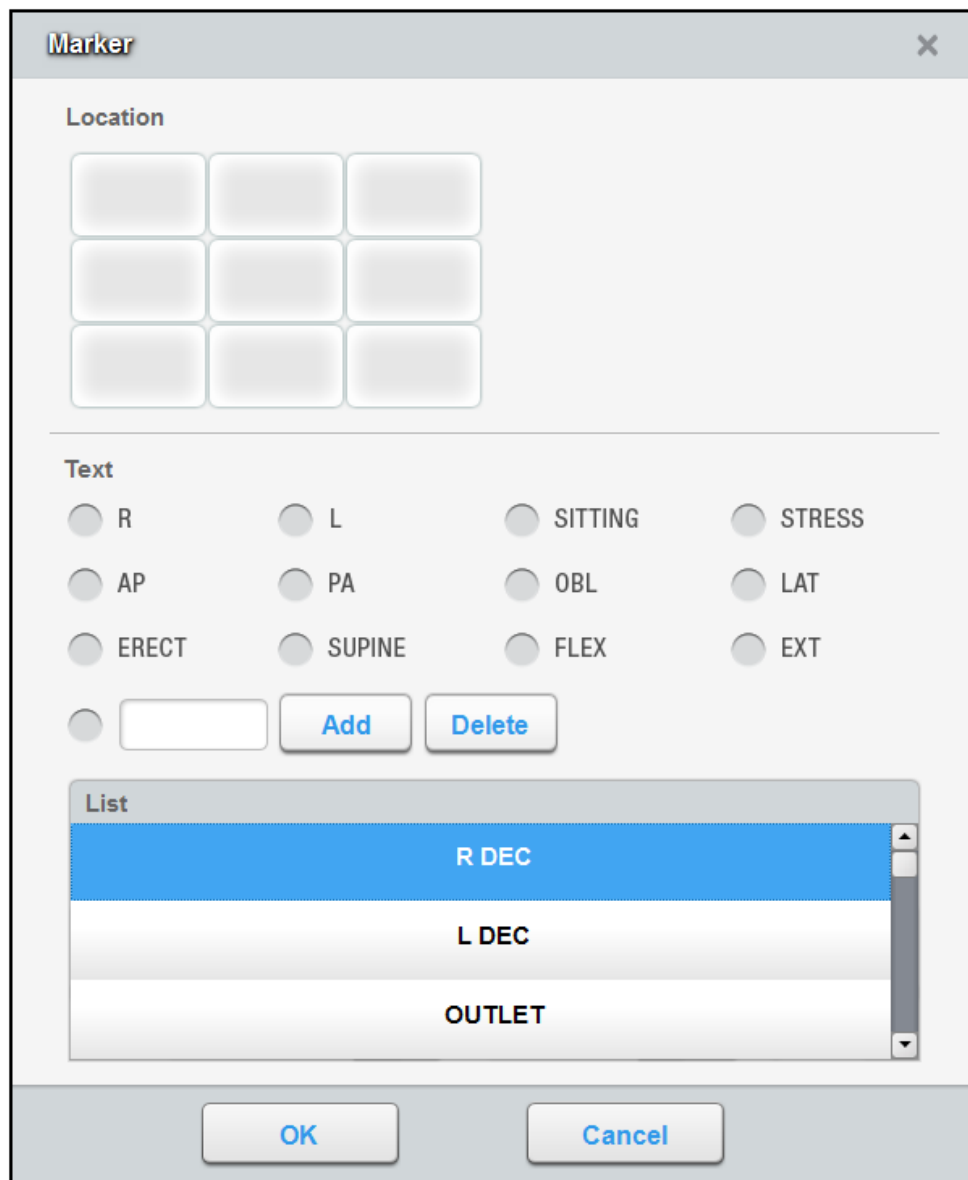 Marker
Location
Text
R L SITTING STRESS
AP PA OBL LAT
ERECT SUPINE FLEX EXT
Add Delete
List
R DEC
L DEC
OUTLET
OK Cancel